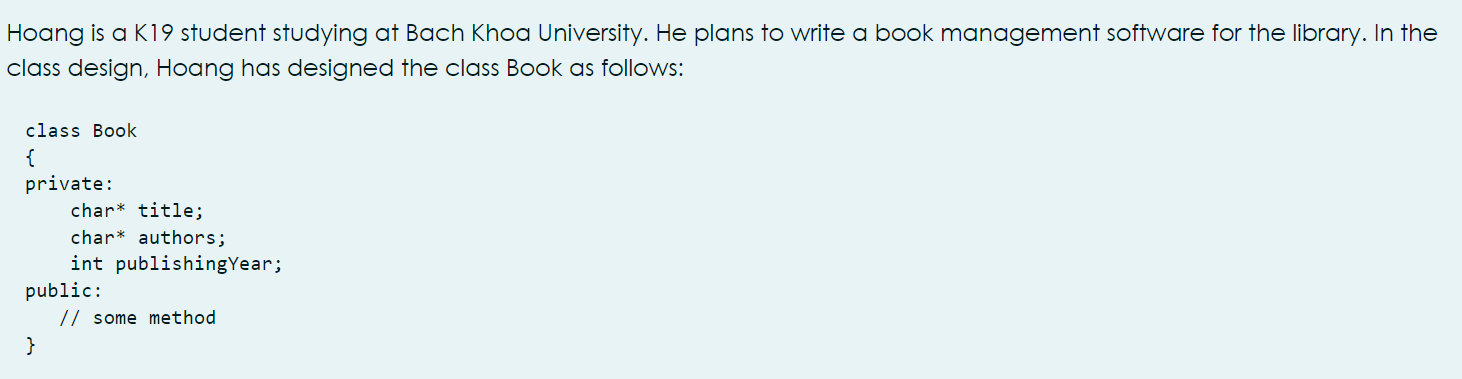 Hoang is a K19 student studying at Bach Khoa University. He plans to write a book management software for the library. In the
class design, Hoang has designed the class Book as follows:
class Book
{
private:
    char* title;
    char* authors;
    int publishingYear;
public:
   // some method
}